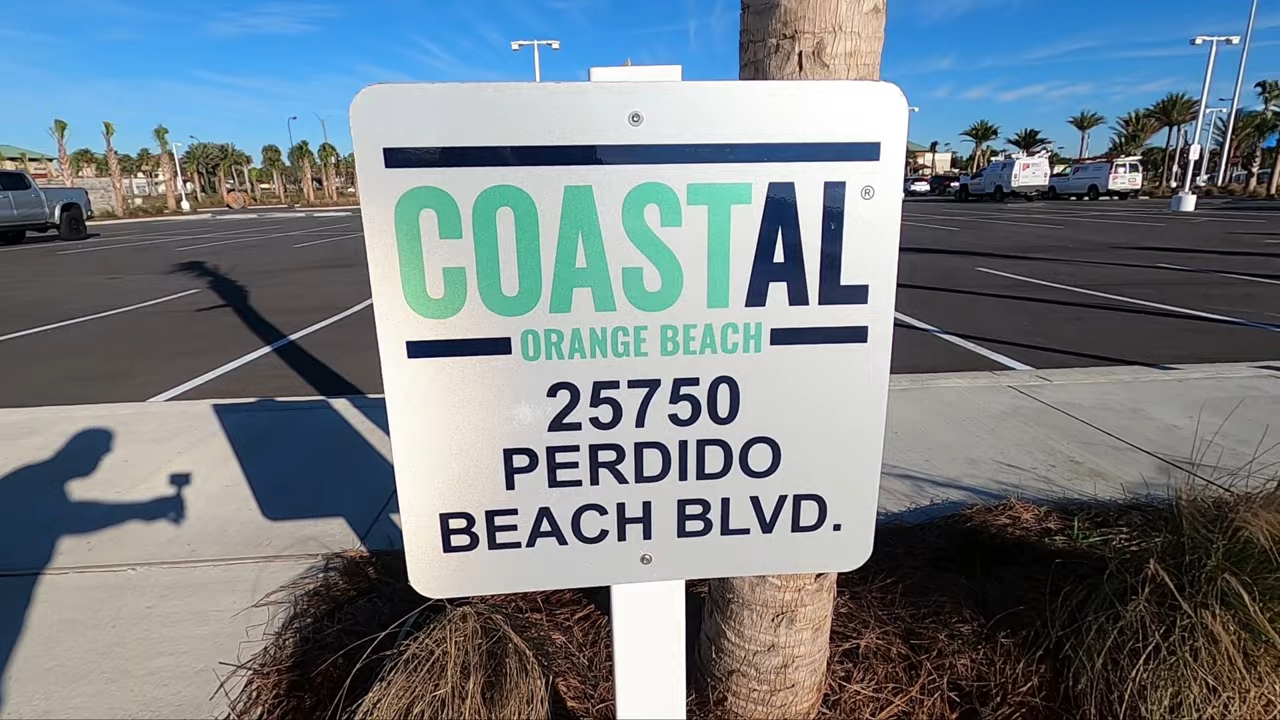 COASTAL®
ORANGE BEACH
25750
PERDIDO
BEACH BLVD.